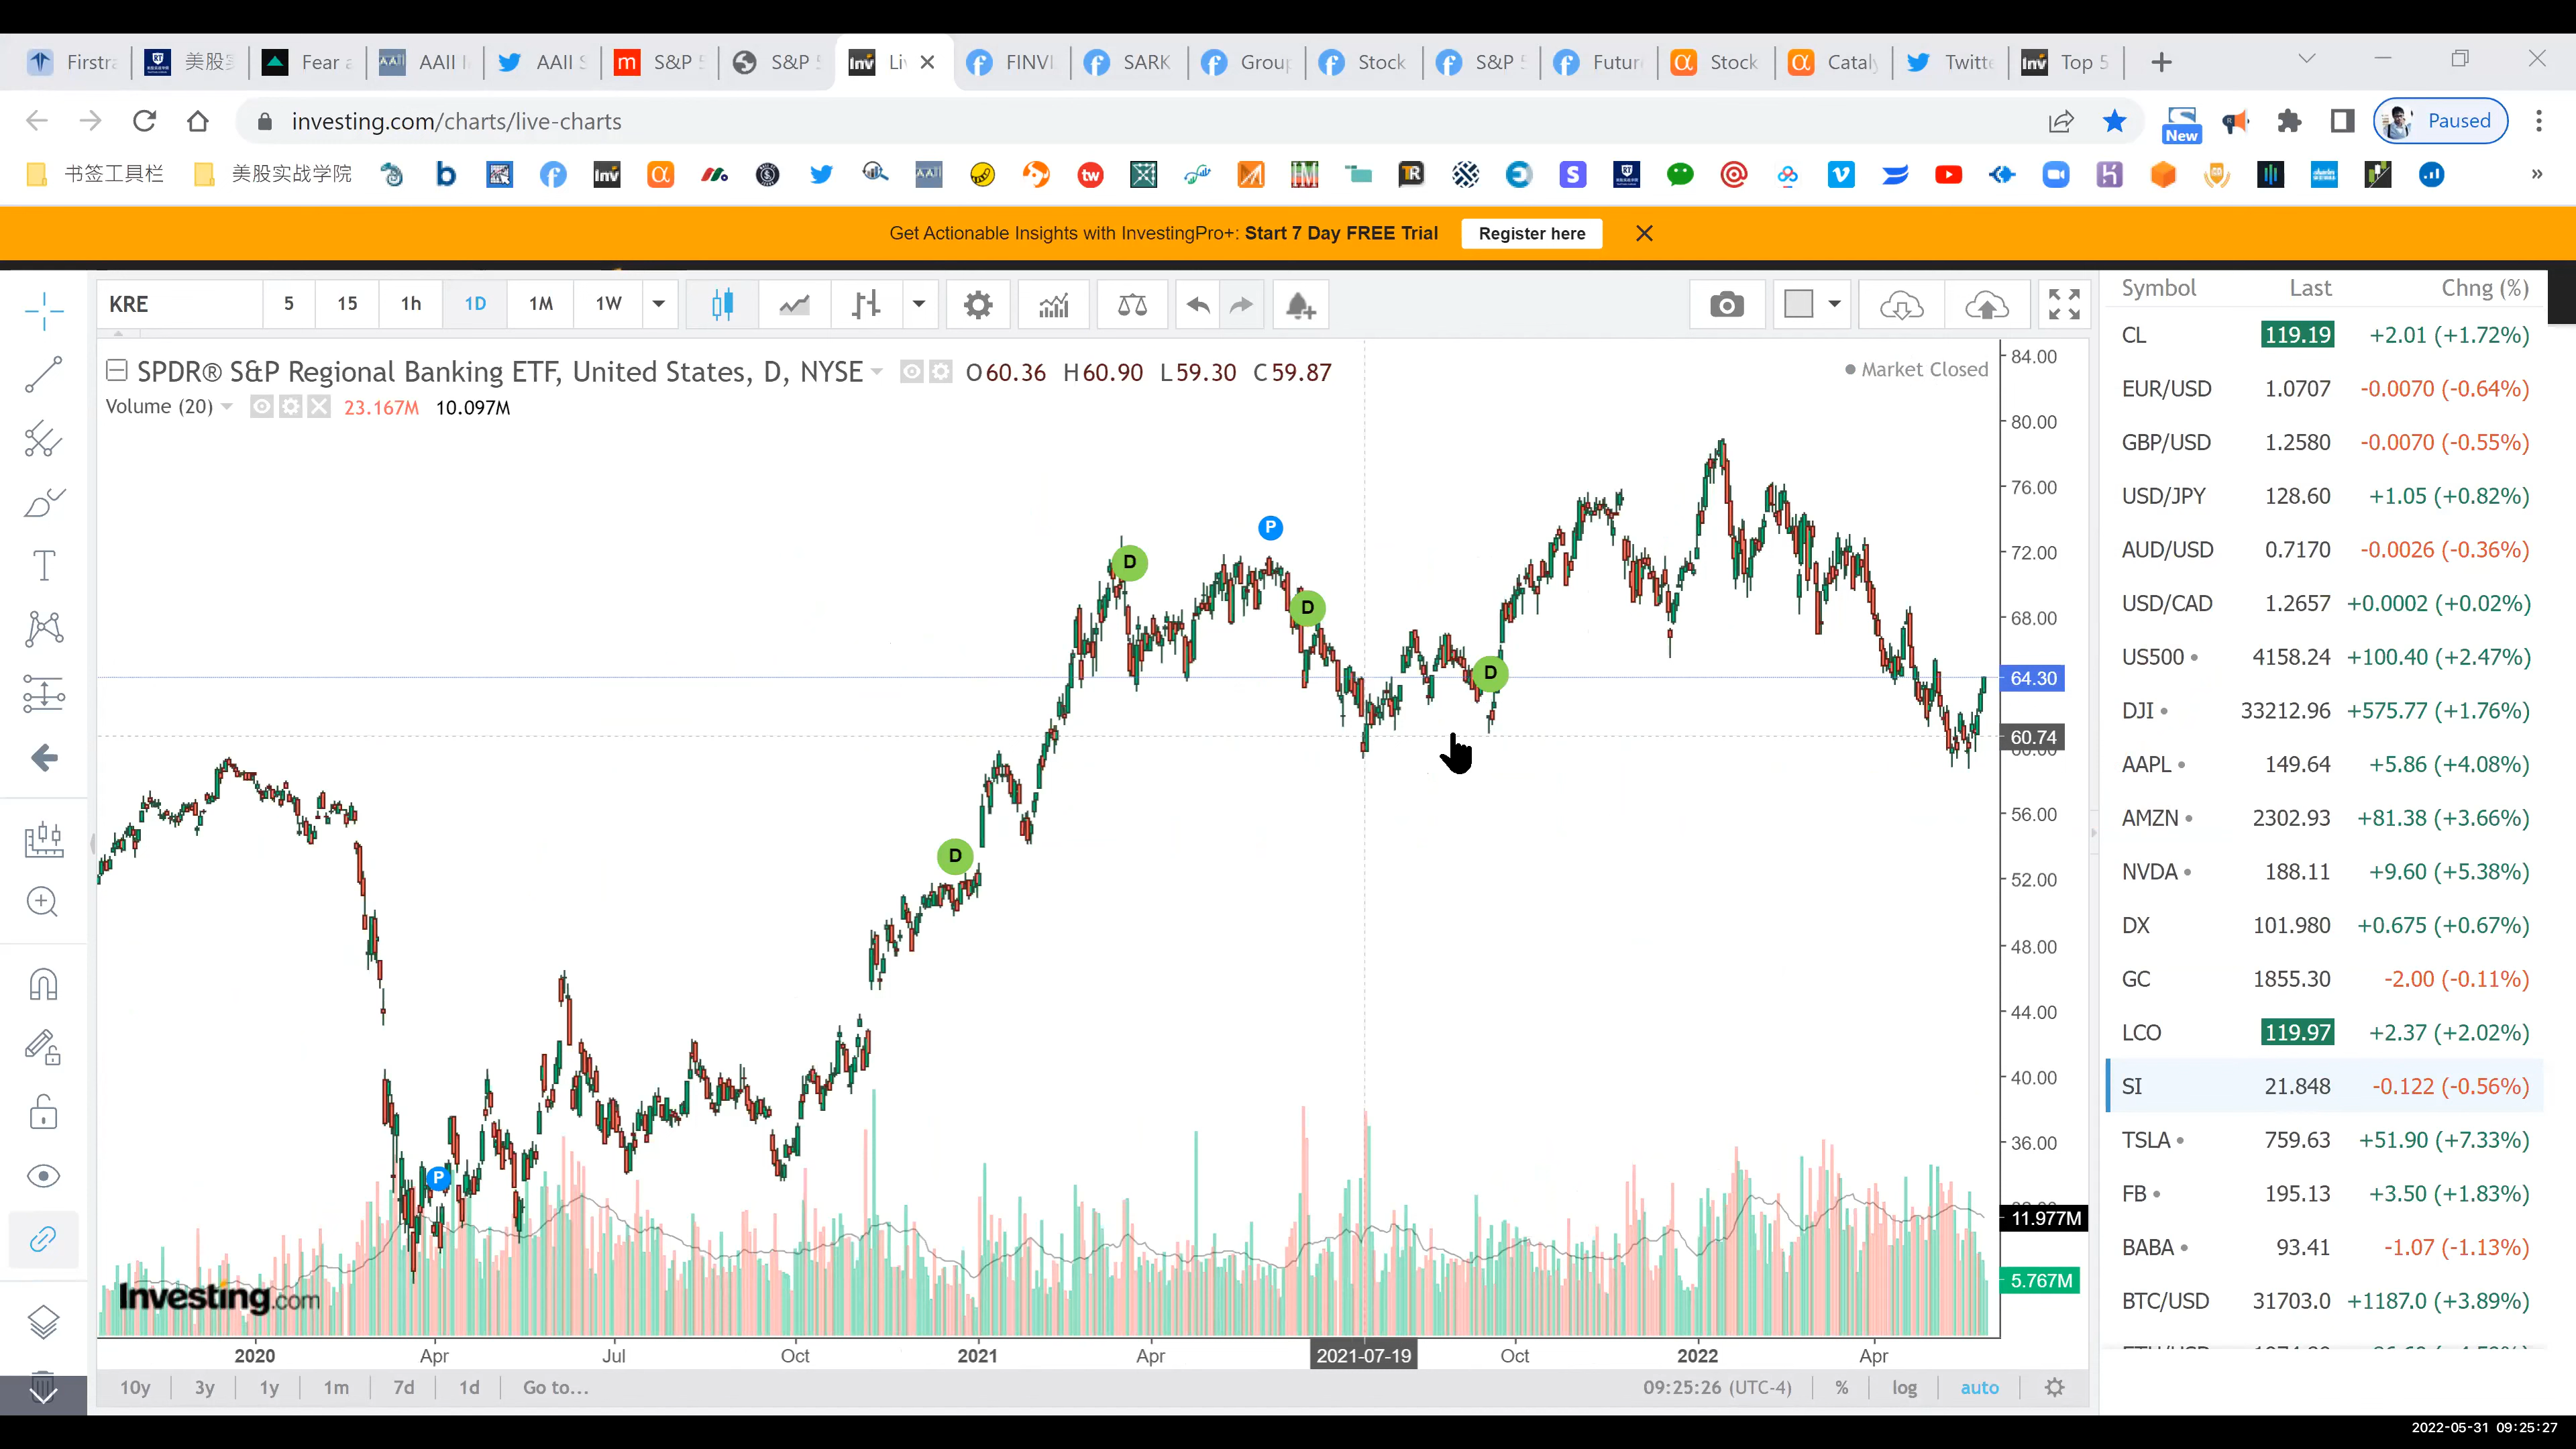 Firstra
美股实
Fear a
AAII I
AAII S
S&P 5
S&P 5
Li
FINVI
SARK
Group
Stock
S&P 5
Futur
Stock
Cataly
Twitte
Top 5
investing.com/charts/live-charts
New
Paused
书签工具栏
美股实战学院
Get Actionable Insights with InvestingPro+: Start 7 Day FREE Trial
Register here
KRE 5 15 1h 1D 1M 1W
SPDR® S&P Regional Banking ETF, United States, D, NYSE O60.36 H60.90 L59.30 C59.87
Market Closed
Volume (20) 23.167M 10.097M
84.00
80.00
76.00
72.00
68.00
64.30
60.74
56.00
52.00
48.00
44.00
40.00
36.00
11.977M
5.767M
P
D
D
D
D
P
Investing.com
2020 Apr Jul Oct 2021 Apr 2021-07-19 Oct 2022 Apr
10y 3y 1y 1m 7d 1d Go to... 09:25:26 (UTC-4) % log auto
Symbol Last Chng (%)
CL 119.19 +2.01 (+1.72%)
EUR/USD 1.0707 -0.0070 (-0.64%)
GBP/USD 1.2580 -0.0070 (-0.55%)
USD/JPY 128.60 +1.05 (+0.82%)
AUD/USD 0.7170 -0.0026 (-0.36%)
USD/CAD 1.2657 +0.0002 (+0.02%)
US500 4158.24 +100.40 (+2.47%)
DJI 33212.96 +575.77 (+1.76%)
AAPL 149.64 +5.86 (+4.08%)
AMZN 2302.93 +81.38 (+3.66%)
NVDA 188.11 +9.60 (+5.38%)
DX 101.980 +0.675 (+0.67%)
GC 1855.30 -2.00 (-0.11%)
LCO 119.97 +2.37 (+2.02%)
SI 21.848 -0.122 (-0.56%)
TSLA 759.63 +51.90 (+7.33%)
FB 195.13 +3.50 (+1.83%)
BABA 93.41 -1.07 (-1.13%)
BTC/USD 31703.0 +1187.0 (+3.89%)
2022-05-31 09:25:27